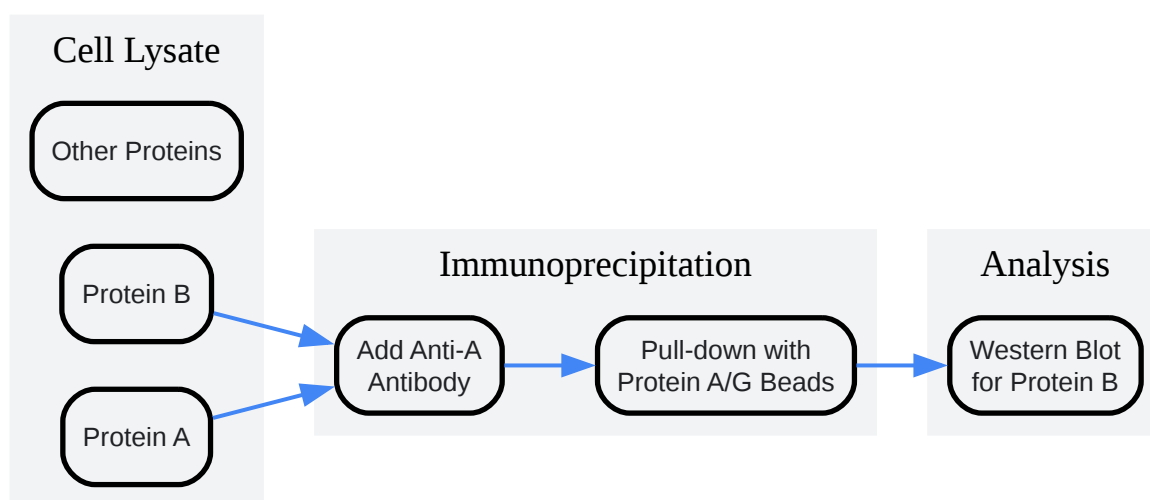 Cell Lysate
Other Proteins
Protein B
Protein A
Immunoprecipitation
Add Anti-A
Antibody
Pull-down with
Protein A/G Beads
Analysis
Western Blot
for Protein B